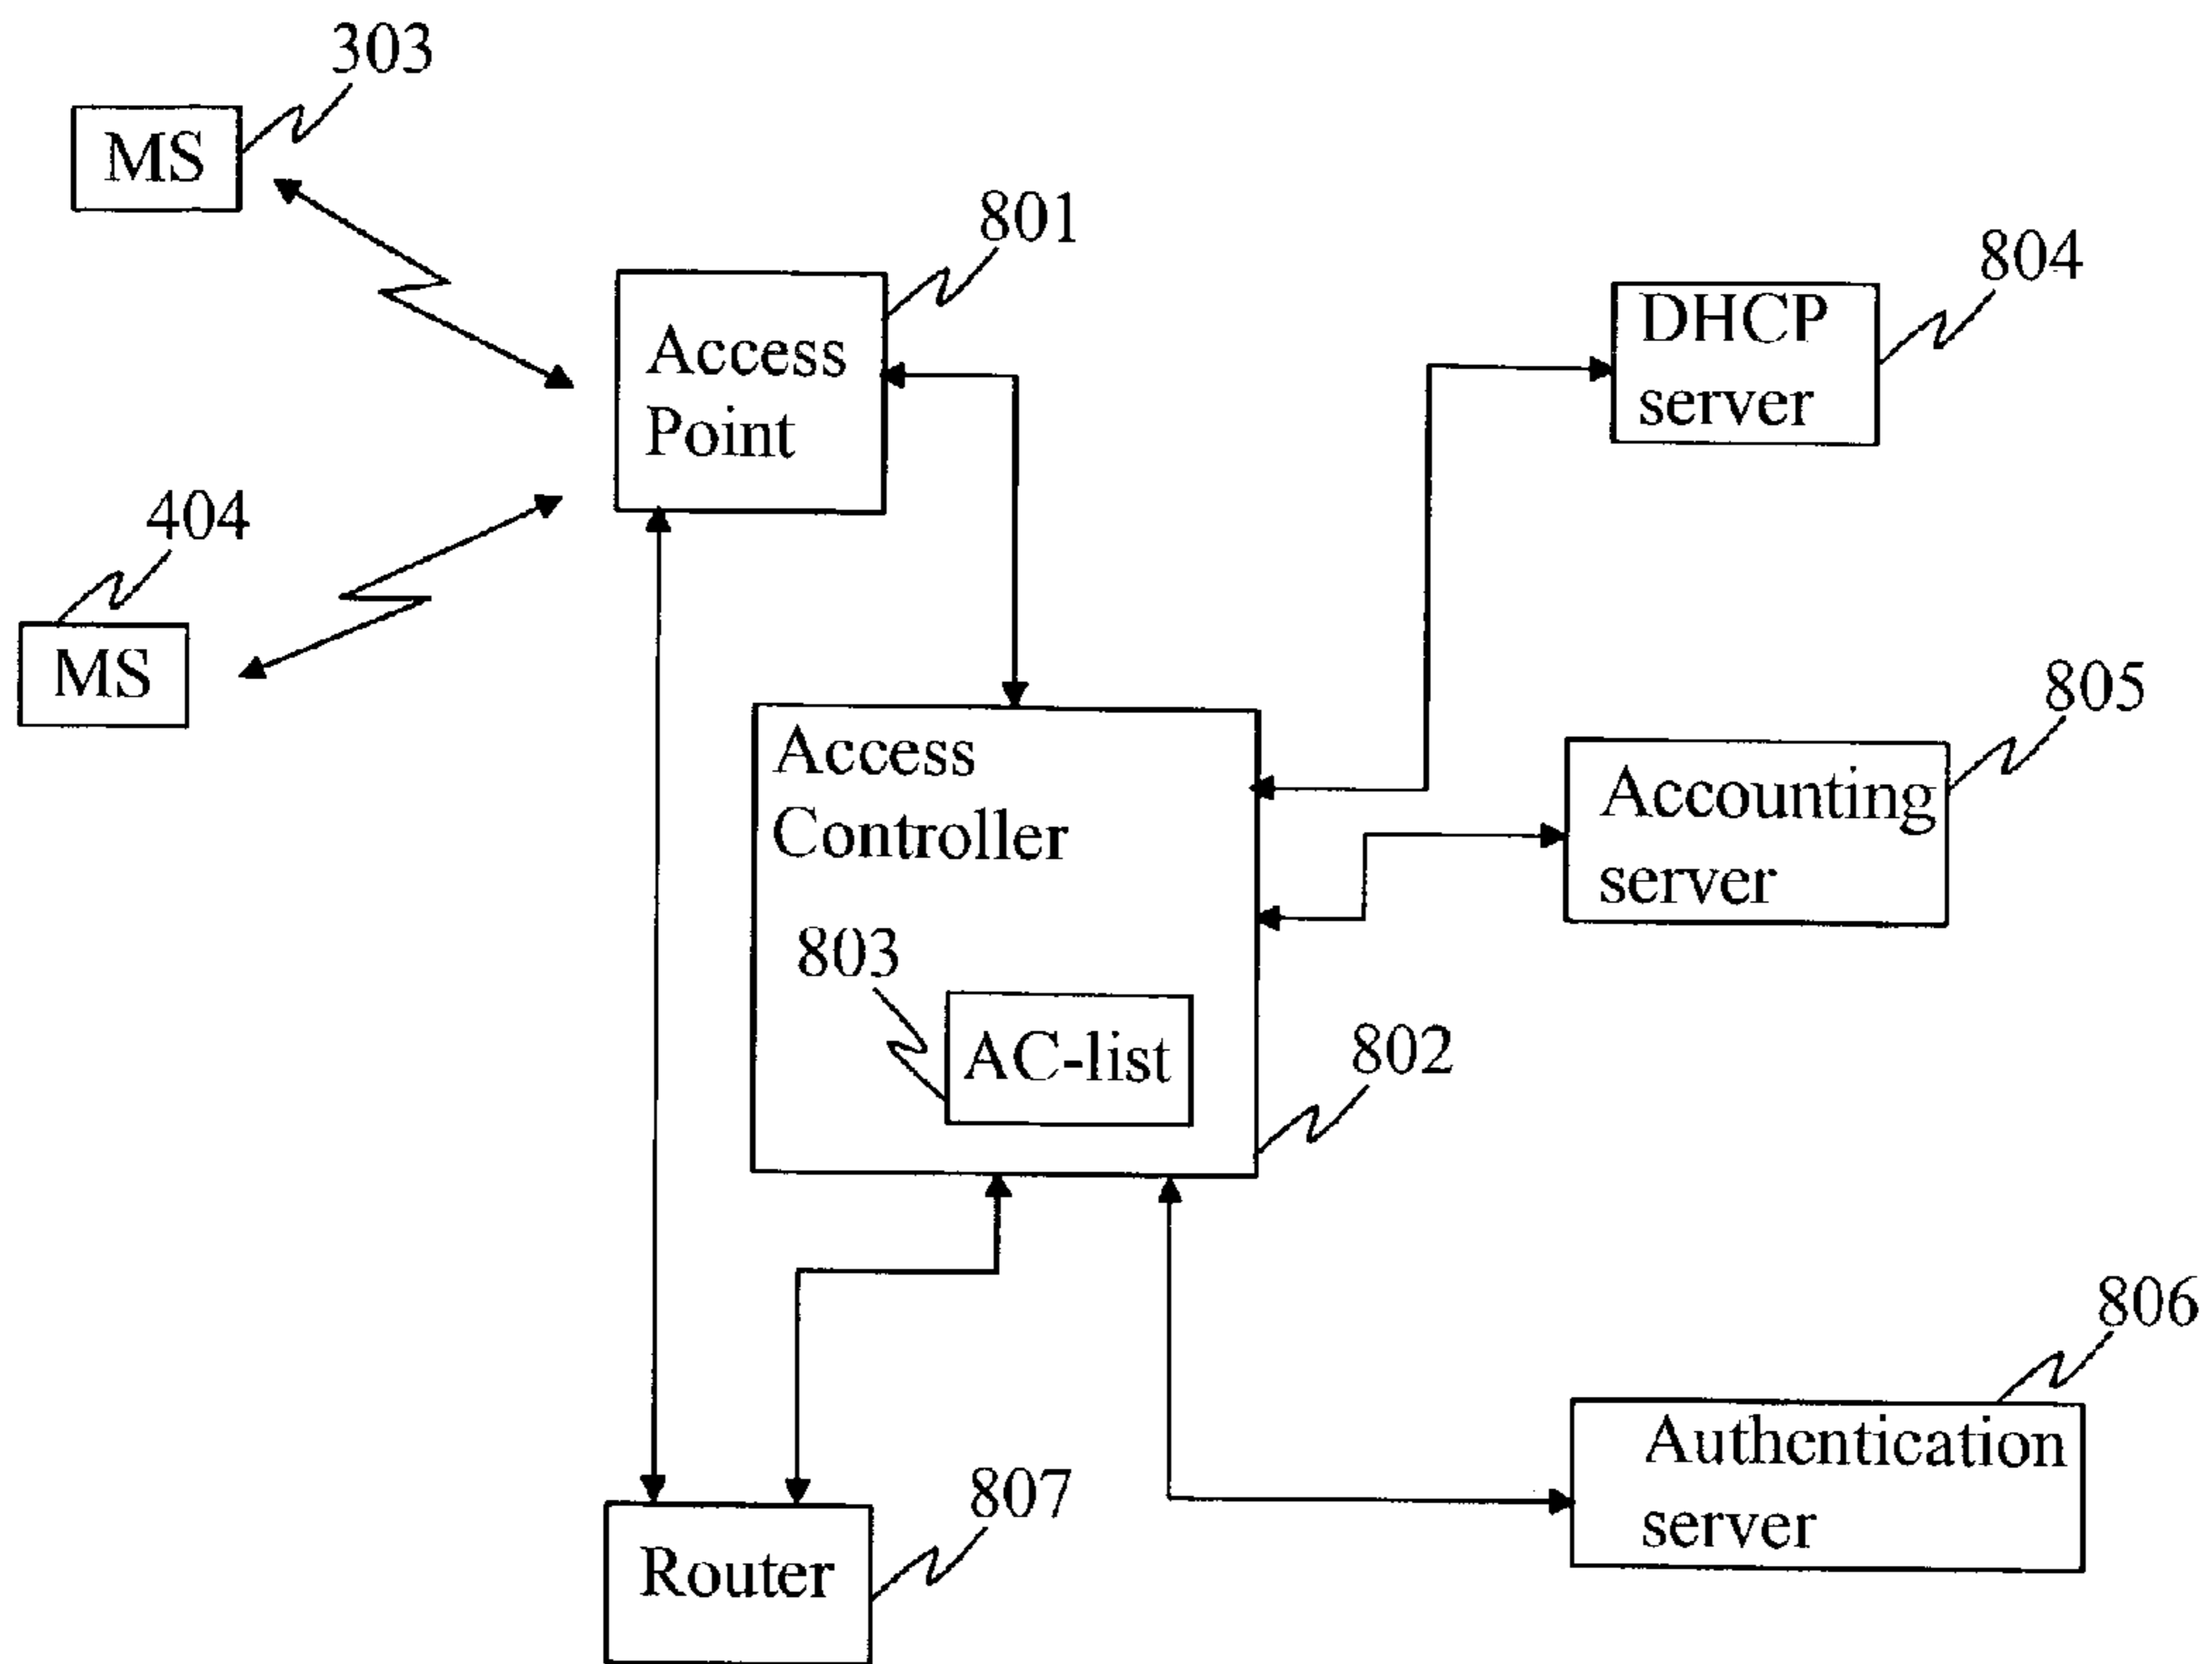 303
MS
801
Access
Point
804
DHCP
server
404
MS
805
Accounting
server
Access
Controller
803
AC-list
802
806
Authentication
server
807
Router